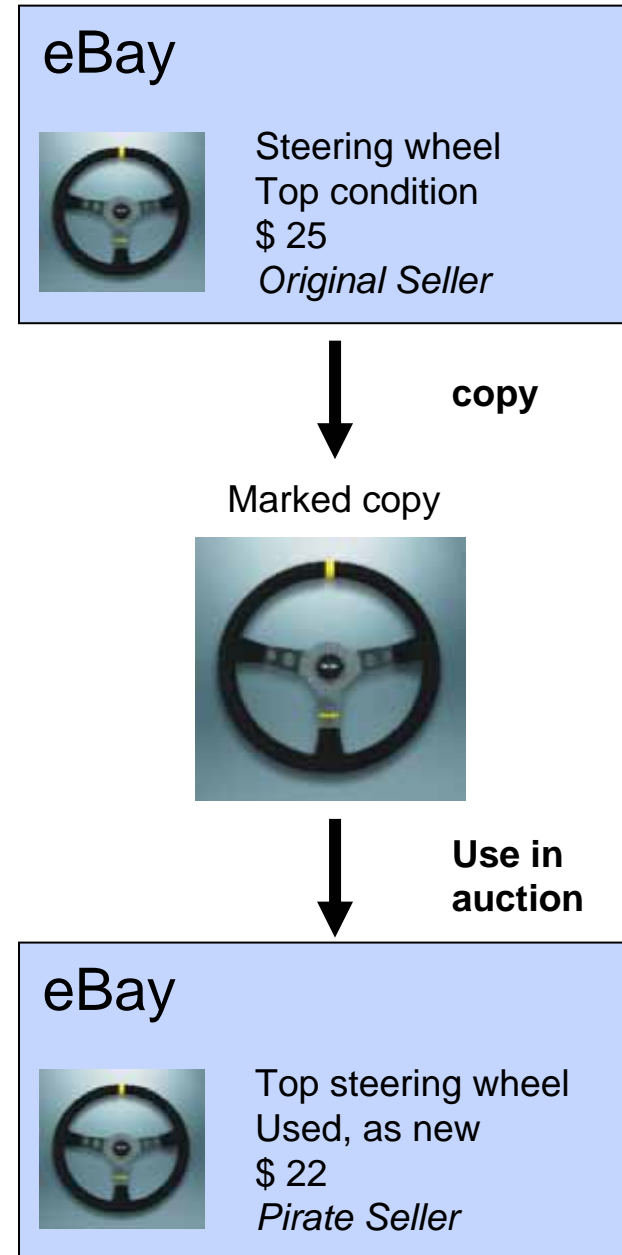 eBay
Steering wheel
Top condition
$ 25
Original Seller
copy
Marked copy
Use in
auction
eBay
Top steering wheel
Used, as new
$ 22
Pirate Seller